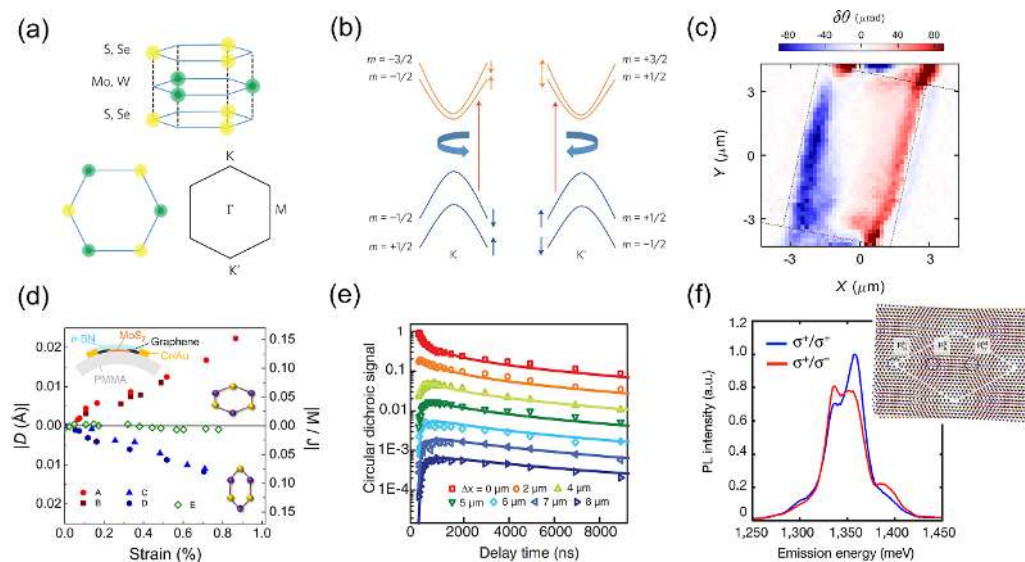 (a)
S, Se
Mo, W
S, Se
K
Γ
M
K'
(b)
m = −3/2
m = −1/2
m = +3/2
m = +1/2
m = −1/2
m = +1/2
m = +1/2
m = −1/2
K
K'
(c)
δθ (μrad)
-80 -40 0 40 80
Y (μm)
3
0
-3
-3 0 3
X (μm)
(d)
h-BN
MoS2
Graphene
Cr/Au
PMMA
|D (Å)|
0.02
0.01
0.00
0.01
0.02
|M / J|
0.15
0.10
0.05
0.00
0.05
0.10
0.15
A
B
C
D
E
0.0 0.2 0.4 0.6 0.8 1.0
Strain (%)
(e)
Circular dichroic signal
1
0.1
0.01
1E-3
1E-4
Δx = 0 μm 2 μm 4 μm
5 μm 6 μm 7 μm 8 μm
0 2000 4000 6000 8000
Delay time (ns)
(f)
PL intensity (a.u.)
1.2
1.0
0.8
0.6
0.4
0.2
0
σ+/σ+
σ+/σ−
1,250 1,300 1,350 1,400 1,450
Emission energy (meV)